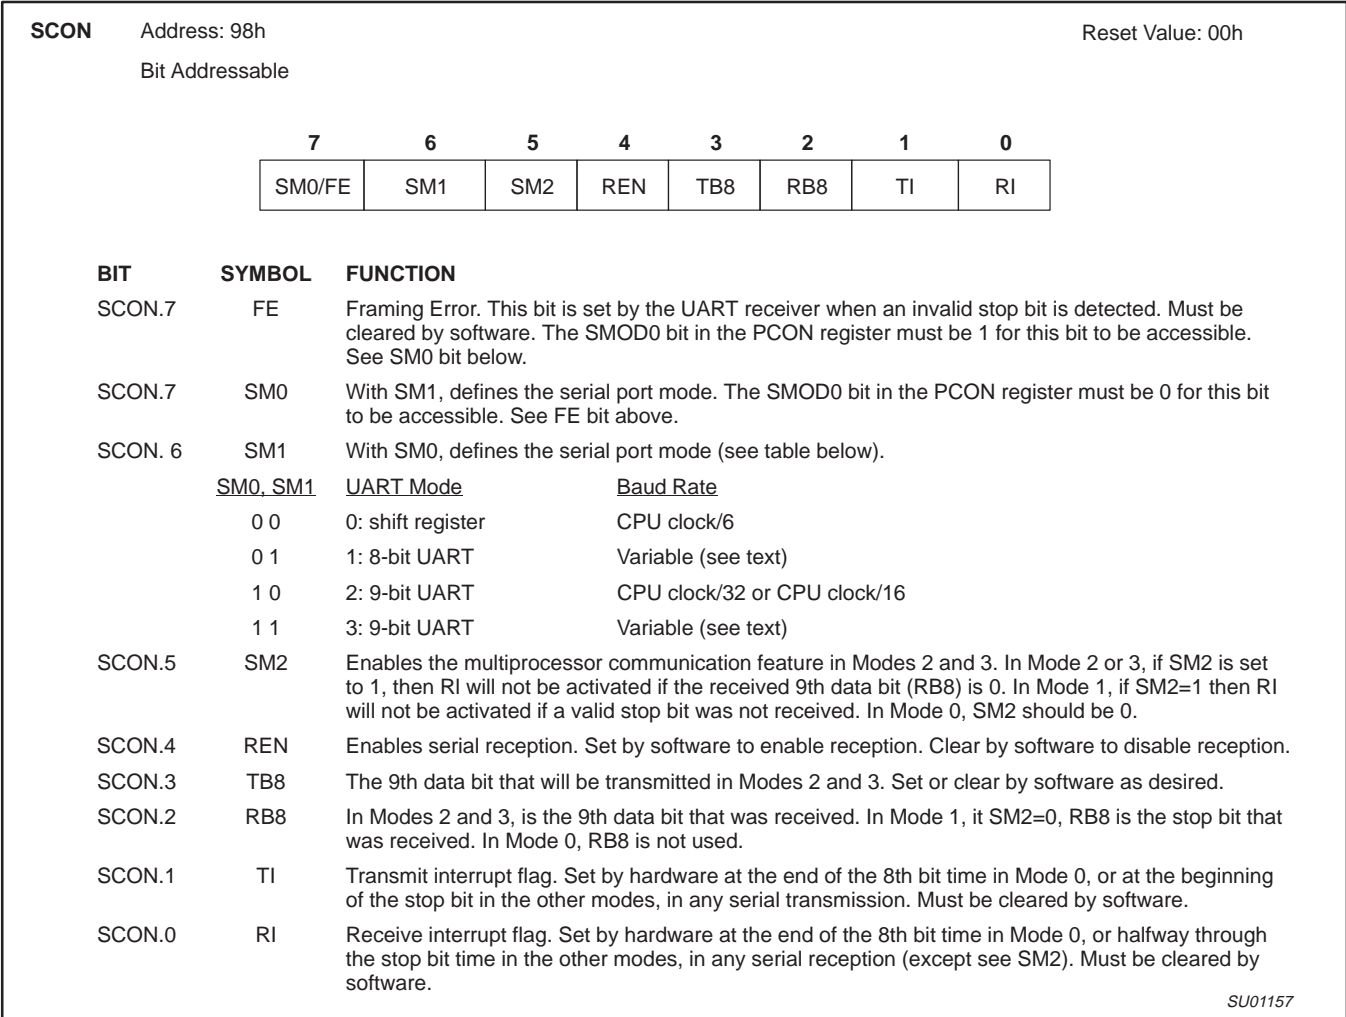 SCON Address: 98h Reset Value: 00h
Bit Addressable
7 6 5 4 3 2 1 0
SM0/FE SM1 SM2 REN TB8 RB8 TI RI
BIT SYMBOL FUNCTION
SCON.7 FE Framing Error. This bit is set by the UART receiver when an invalid stop bit is detected. Must be
cleared by software. The SMOD0 bit in the PCON register must be 1 for this bit to be accessible.
See SM0 bit below.
SCON.7 SM0 With SM1, defines the serial port mode. The SMOD0 bit in the PCON register must be 0 for this bit
to be accessible. See FE bit above.
SCON. 6 SM1 With SM0, defines the serial port mode (see table below).
SM0, SM1 UART Mode Baud Rate
0 0 0: shift register CPU clock/6
0 1 1: 8-bit UART Variable (see text)
1 0 2: 9-bit UART CPU clock/32 or CPU clock/16
1 1 3: 9-bit UART Variable (see text)
SCON.5 SM2 Enables the multiprocessor communication feature in Modes 2 and 3. In Mode 2 or 3, if SM2 is set
to 1, then RI will not be activated if the received 9th data bit (RB8) is 0. In Mode 1, if SM2=1 then RI
will not be activated if a valid stop bit was not received. In Mode 0, SM2 should be 0.
SCON.4 REN Enables serial reception. Set by software to enable reception. Clear by software to disable reception.
SCON.3 TB8 The 9th data bit that will be transmitted in Modes 2 and 3. Set or clear by software as desired.
SCON.2 RB8 In Modes 2 and 3, is the 9th data bit that was received. In Mode 1, it SM2=0, RB8 is the stop bit that
was received. In Mode 0, RB8 is not used.
SCON.1 TI Transmit interrupt flag. Set by hardware at the end of the 8th bit time in Mode 0, or at the beginning
of the stop bit in the other modes, in any serial transmission. Must be cleared by software.
SCON.0 RI Receive interrupt flag. Set by hardware at the end of the 8th bit time in Mode 0, or halfway through
the stop bit time in the other modes, in any serial reception (except see SM2). Must be cleared by
software.
SU01157